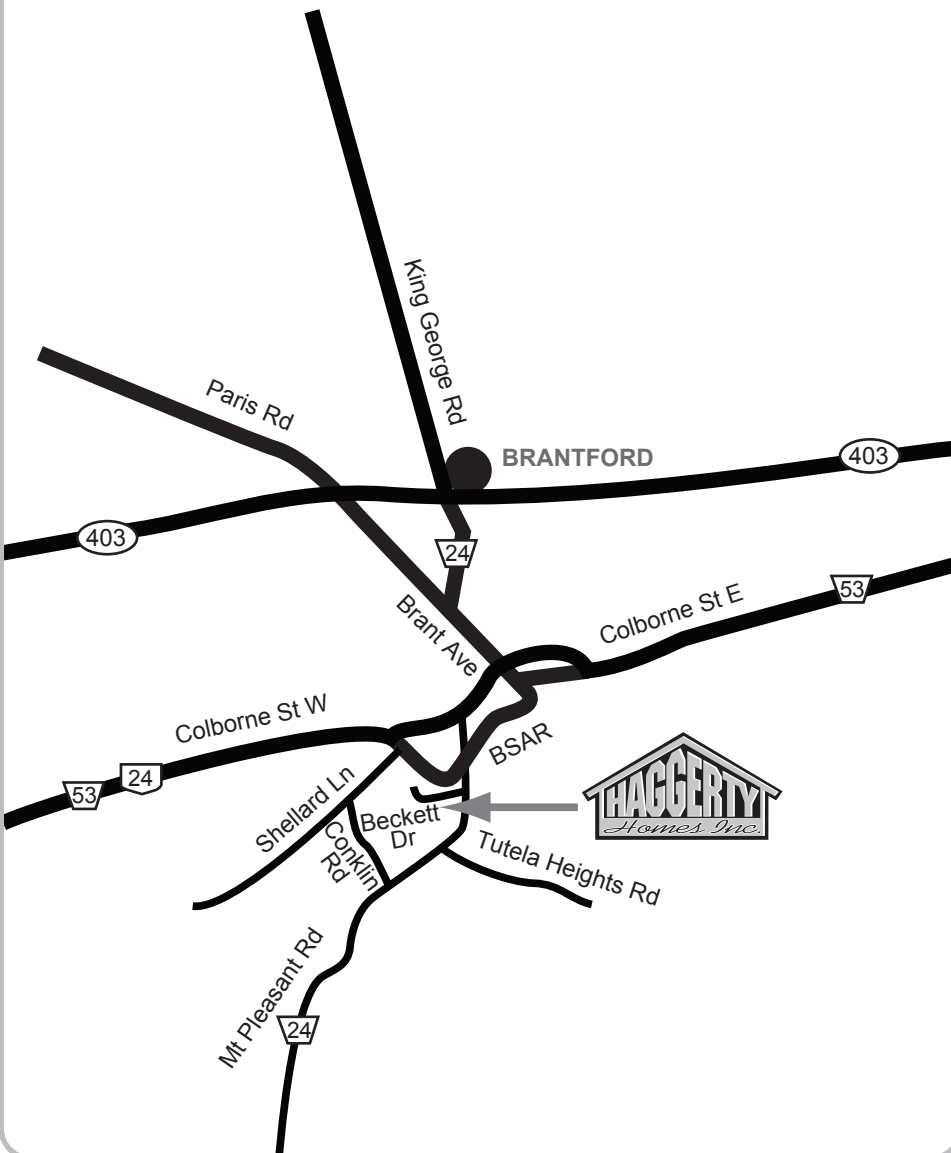 King George Rd
Paris Rd
BRANTFORD
403
403
24
53
Brant Ave
Colborne St E
Colborne St W
BSAR
24
53
HAGGERTY
Homes Inc.
Shellard Ln
Beckett
Dr
Conklin
Rd
Tutela Heights Rd
Mt Pleasant Rd
24